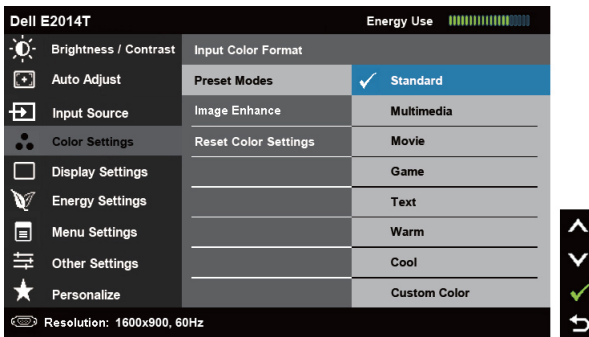 Dell E2014T
Energy Use
Brightness / Contrast
Auto Adjust
Input Source
Color Settings
Display Settings
Energy Settings
Menu Settings
Other Settings
Personalize
Input Color Format
Preset Modes
Image Enhance
Reset Color Settings
Standard
Multimedia
Movie
Game
Text
Warm
Cool
Custom Color
Resolution: 1600x900, 60Hz